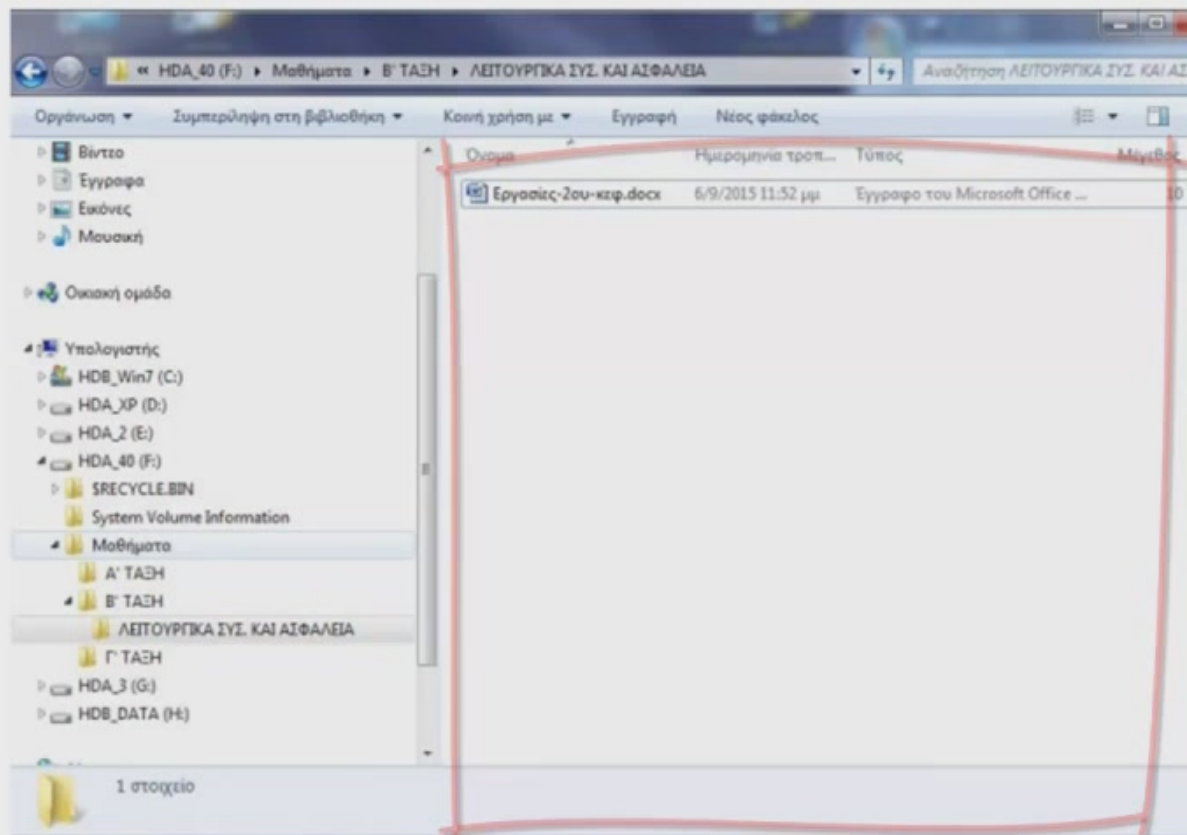 « HDA_40 (F:) ▸ Μαθήματα ▸ Β' ΤΑΞΗ ▸ ΛΕΙΤΟΥΡΓΙΚΑ ΣΥΣ. ΚΑΙ ΑΣΦΑΛΕΙΑ
Αναζήτηση ΛΕΙΤΟΥΡΓΙΚΑ ΣΥΣ. ΚΑΙ ΑΣ
Οργάνωση Συμπερίληψη στη βιβλιοθήκη Κοινή χρήση με Εγγραφή Νέος φάκελος
Βίντεο
Έγγραφα
Εικόνες
Μουσική
Οικιακή ομάδα
Υπολογιστής
HDB_Win7 (C:)
HDA_XP (D:)
HDA_2 (E:)
HDA_40 (F:)
$RECYCLE.BIN
System Volume Information
Μαθήματα
Α' ΤΑΞΗ
Β' ΤΑΞΗ
ΛΕΙΤΟΥΡΓΙΚΑ ΣΥΣ. ΚΑΙ ΑΣΦΑΛΕΙΑ
Γ' ΤΑΞΗ
HDA_3 (G:)
HDB_DATA (H:)
Όνομα Ημερομηνία τροπ... Τύπος Μέγεθος
Εργασίες-2ου-κεφ.docx 6/9/2015 11:52 μμ Έγγραφο του Microsoft Office ... 10
1 στοιχείο